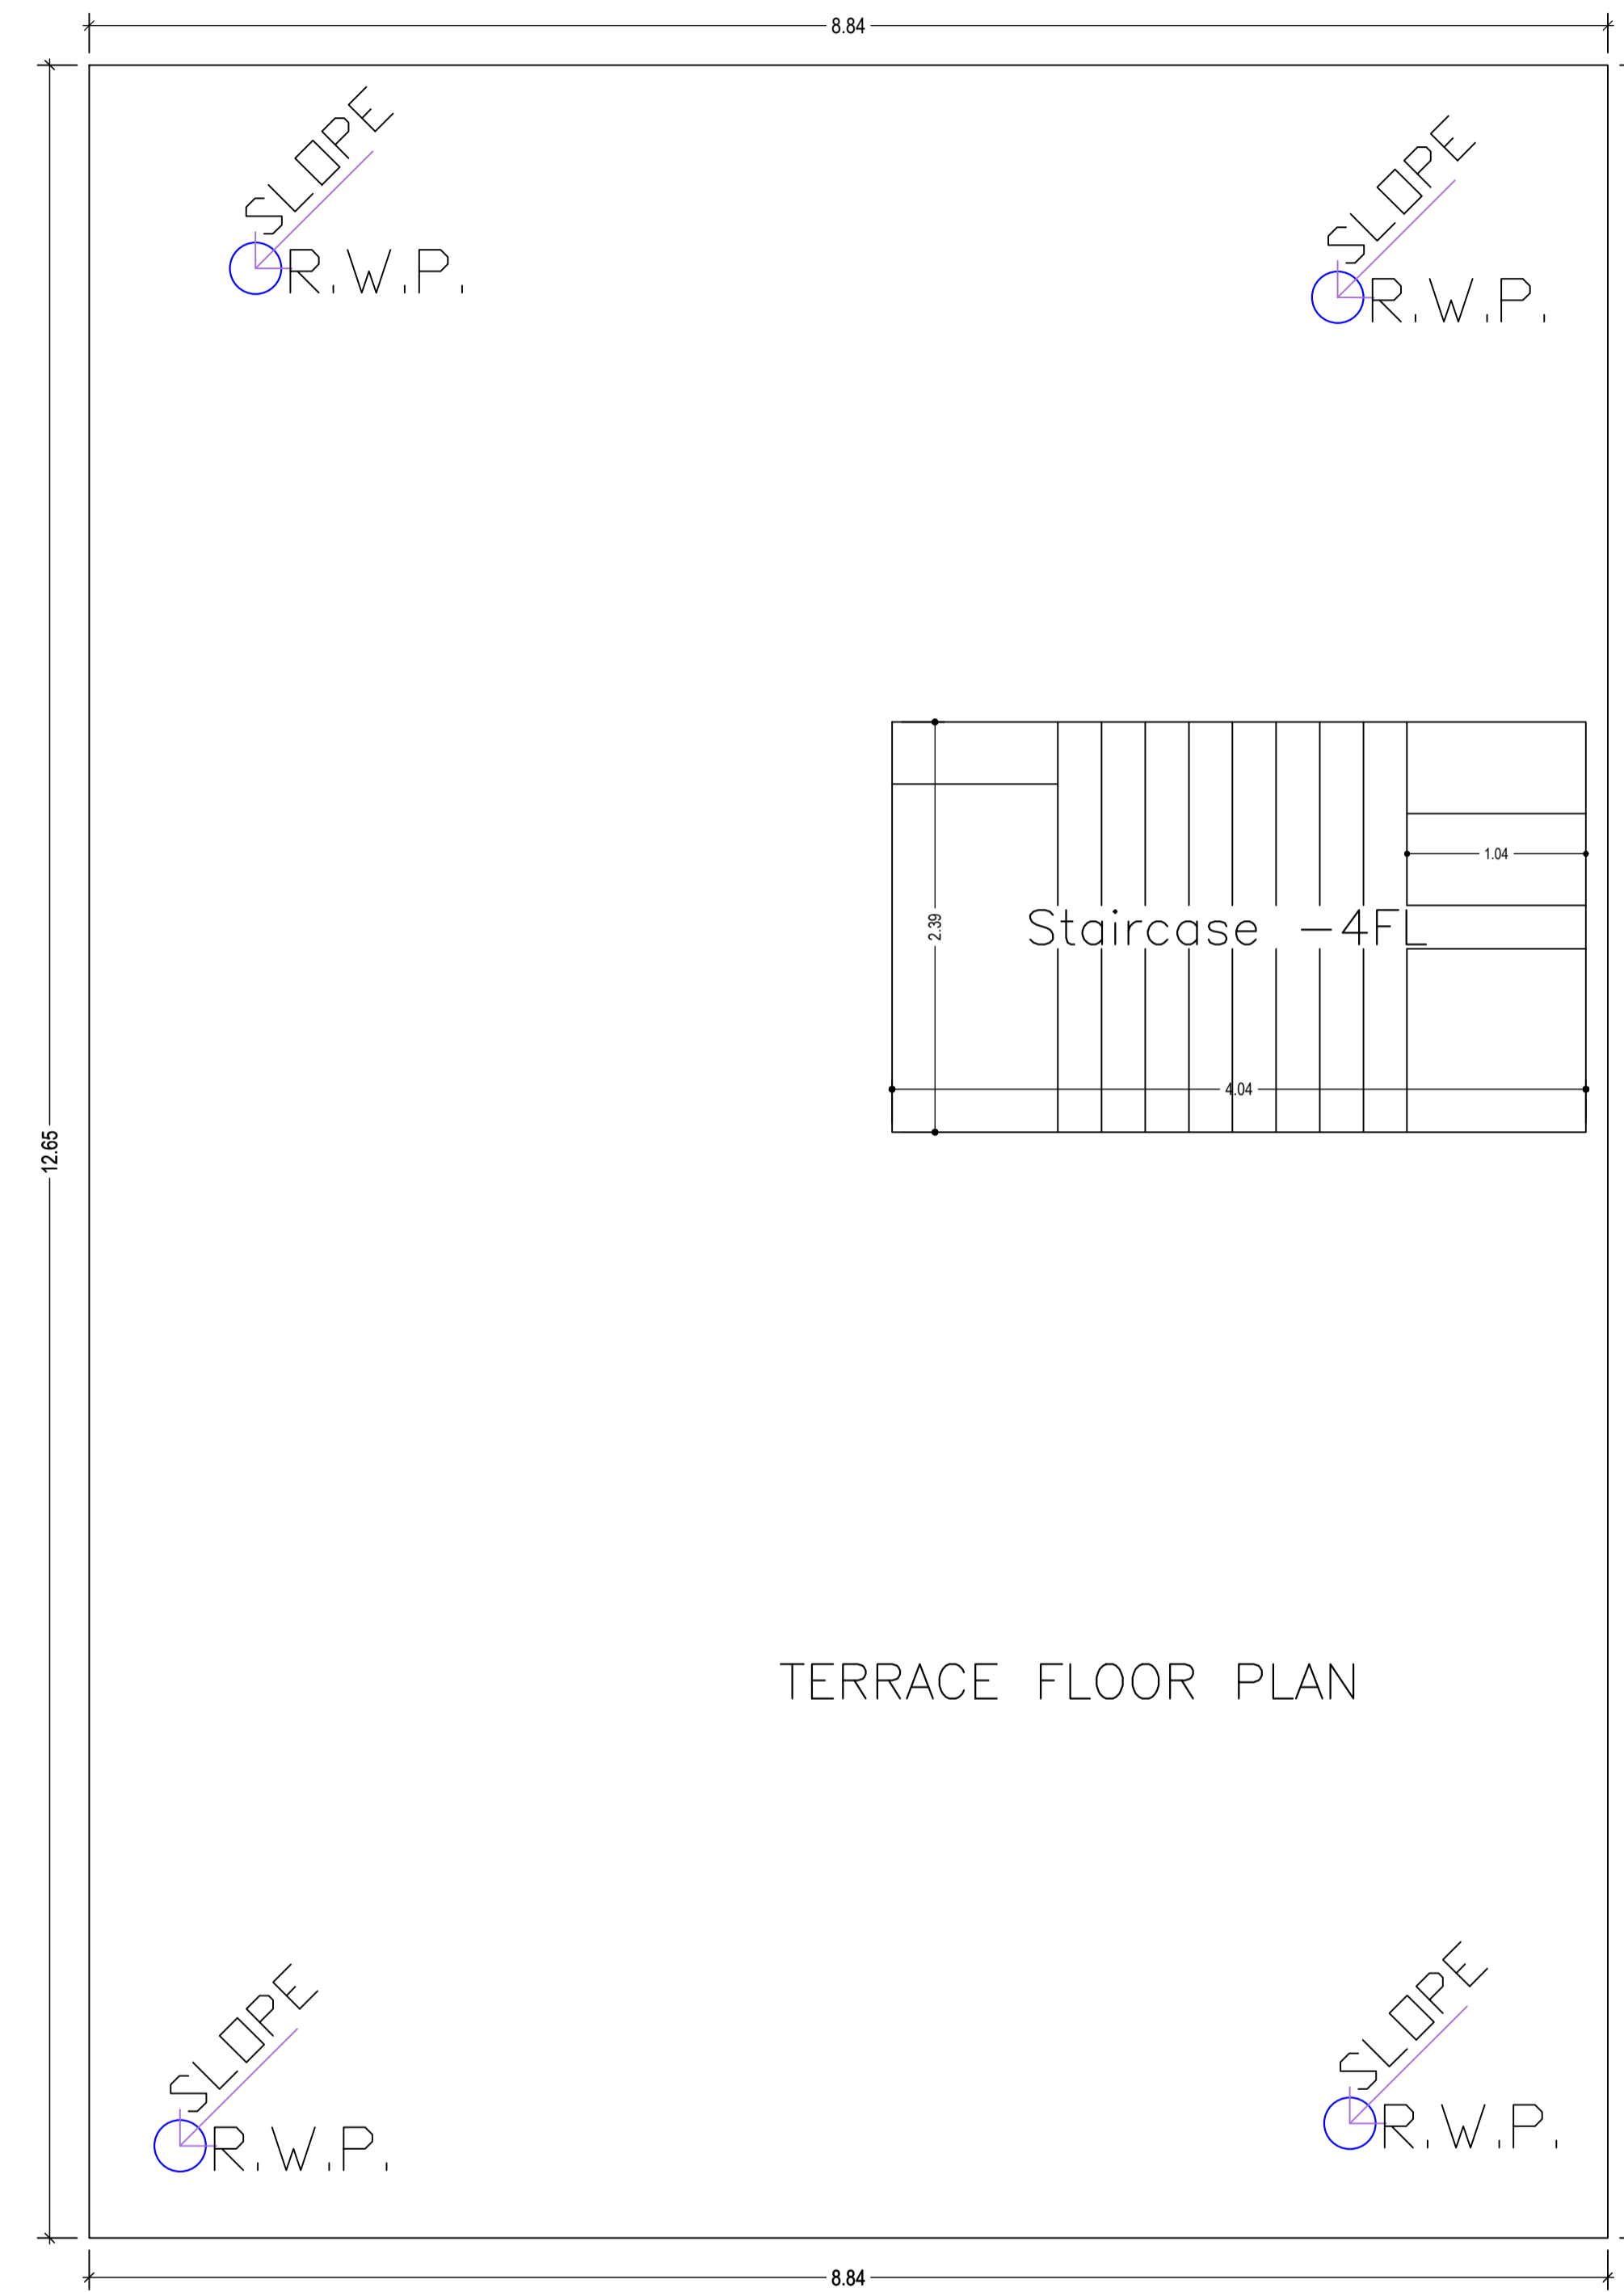 8.84
SLOPE
R.W.P.
SLOPE
R.W.P.
1.04
2.39
Staircase -4FL
4.04
12.65
TERRACE FLOOR PLAN
SLOPE
R.W.P.
SLOPE
R.W.P.
8.84